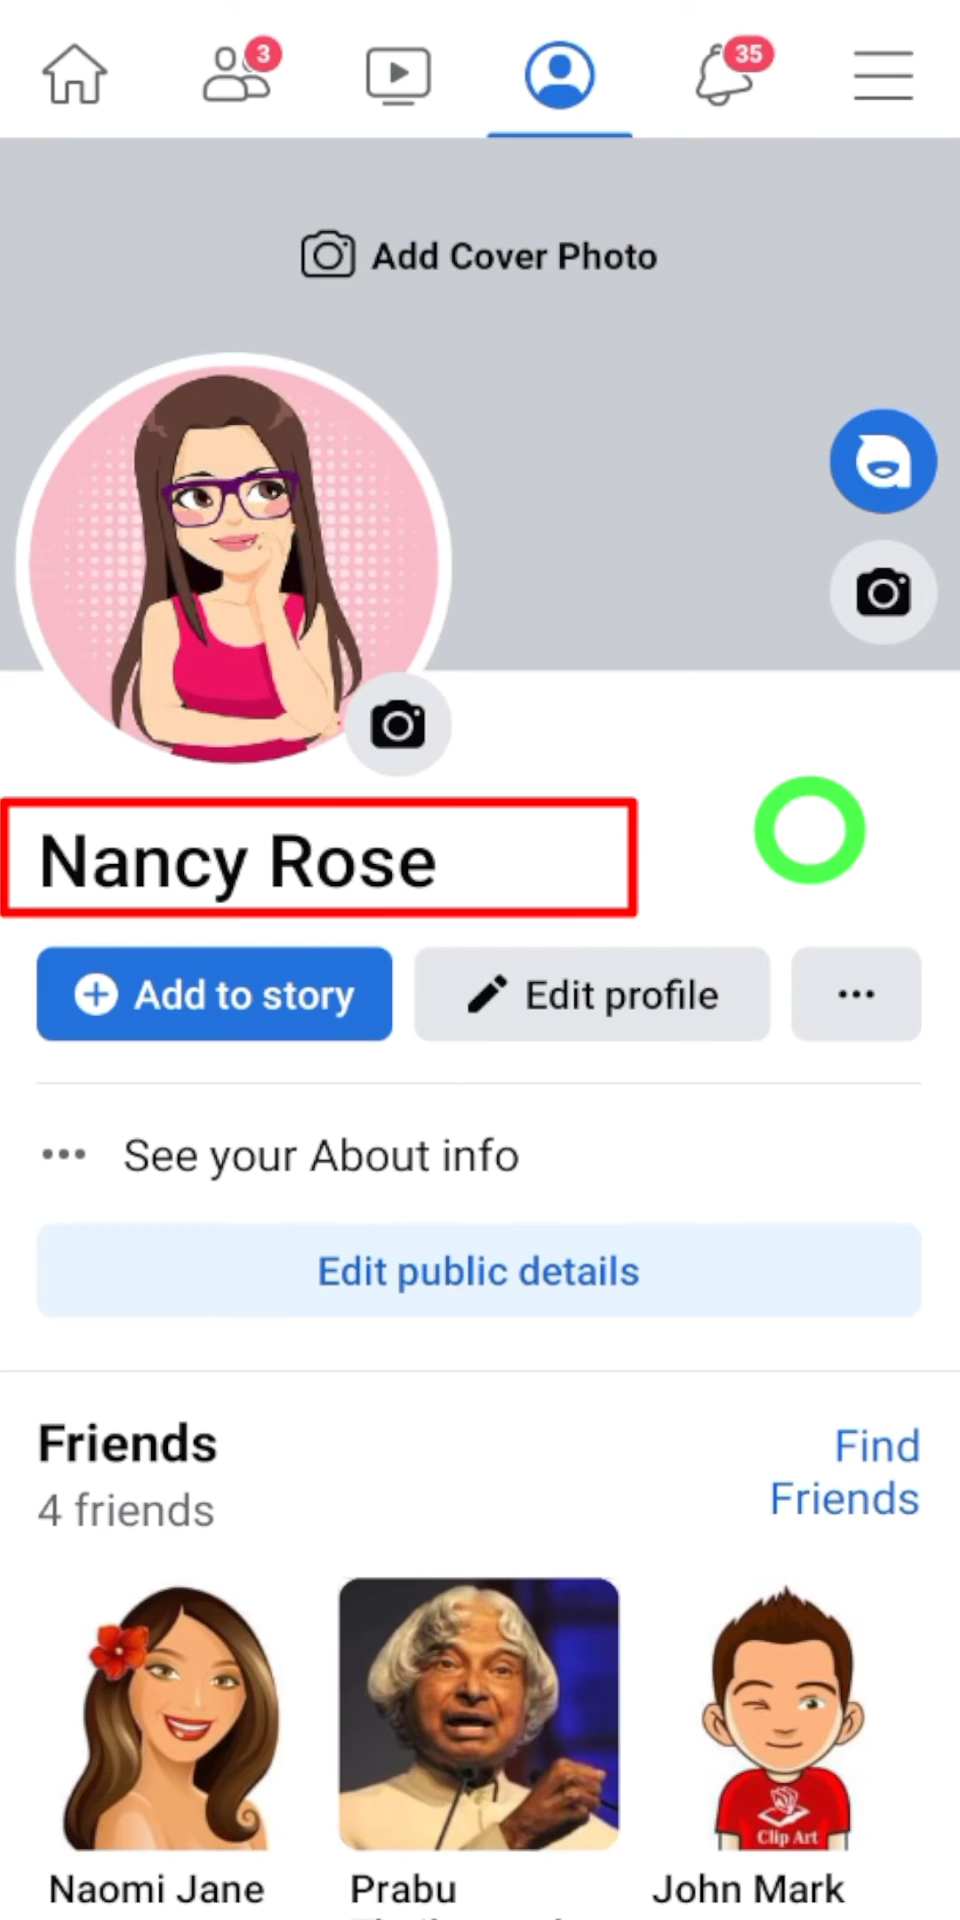 3
35
Add Cover Photo
Nancy Rose
Add to story
Edit profile
See your About info
Edit public details
Friends
4 friends
Find
Friends
Clip Art
Naomi Jane
Prabu
John Mark